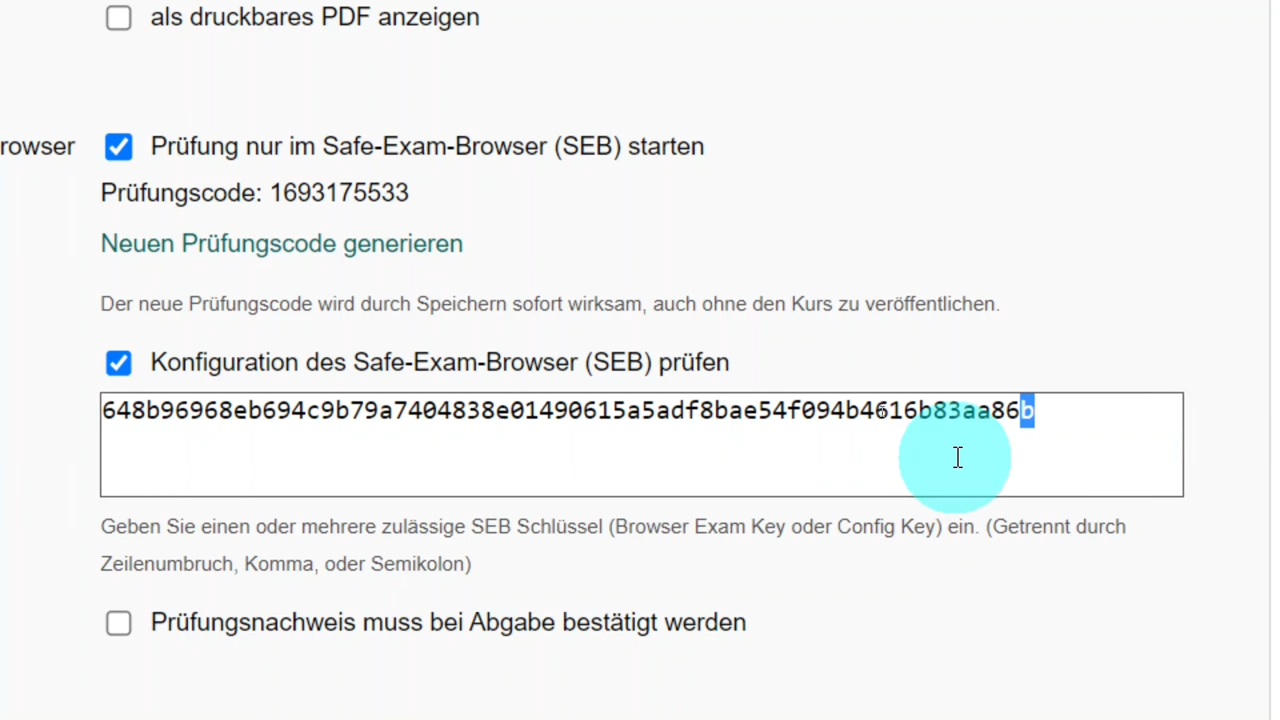 als druckbares PDF anzeigen
rowser
Prüfung nur im Safe-Exam-Browser (SEB) starten
Prüfungscode: 1693175533
Neuen Prüfungscode generieren
Der neue Prüfungscode wird durch Speichern sofort wirksam, auch ohne den Kurs zu veröffentlichen.
Konfiguration des Safe-Exam-Browser (SEB) prüfen
648b96968eb694c9b79a7404838e01490615a5adf8bae54f094b4616b83aa86b
Geben Sie einen oder mehrere zulässige SEB Schlüssel (Browser Exam Key oder Config Key) ein. (Getrennt durch
Zeilenumbruch, Komma, oder Semikolon)
Prüfungsnachweis muss bei Abgabe bestätigt werden